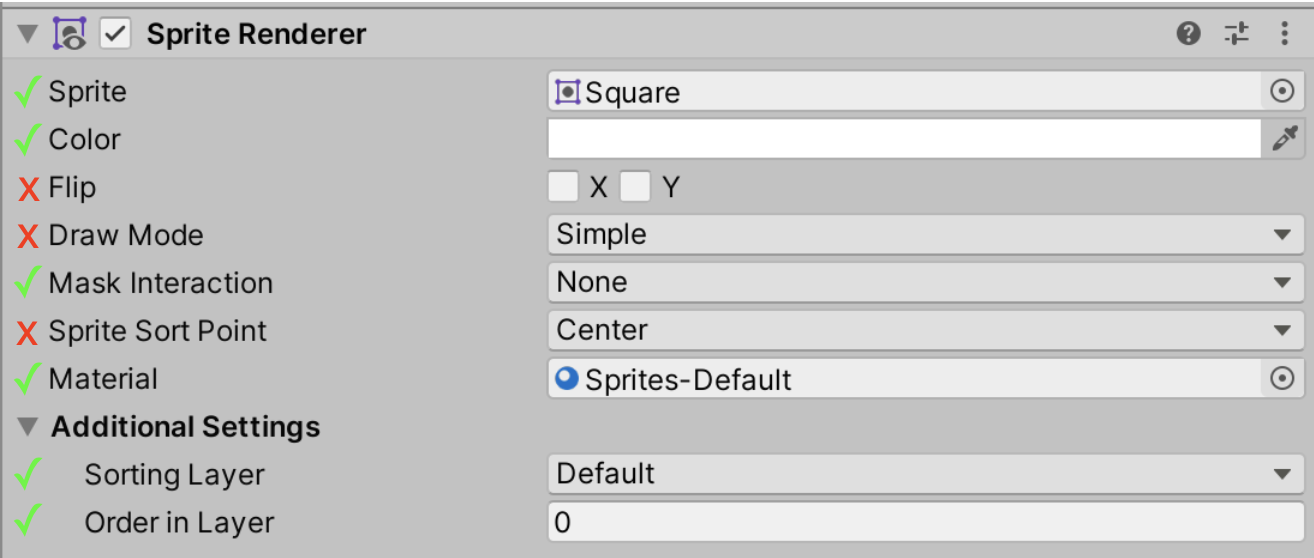 Sprite Renderer
Sprite Square
Color
X Flip X Y
X Draw Mode Simple
Mask Interaction None
X Sprite Sort Point Center
Material Sprites-Default
Additional Settings
Sorting Layer Default
Order in Layer 0